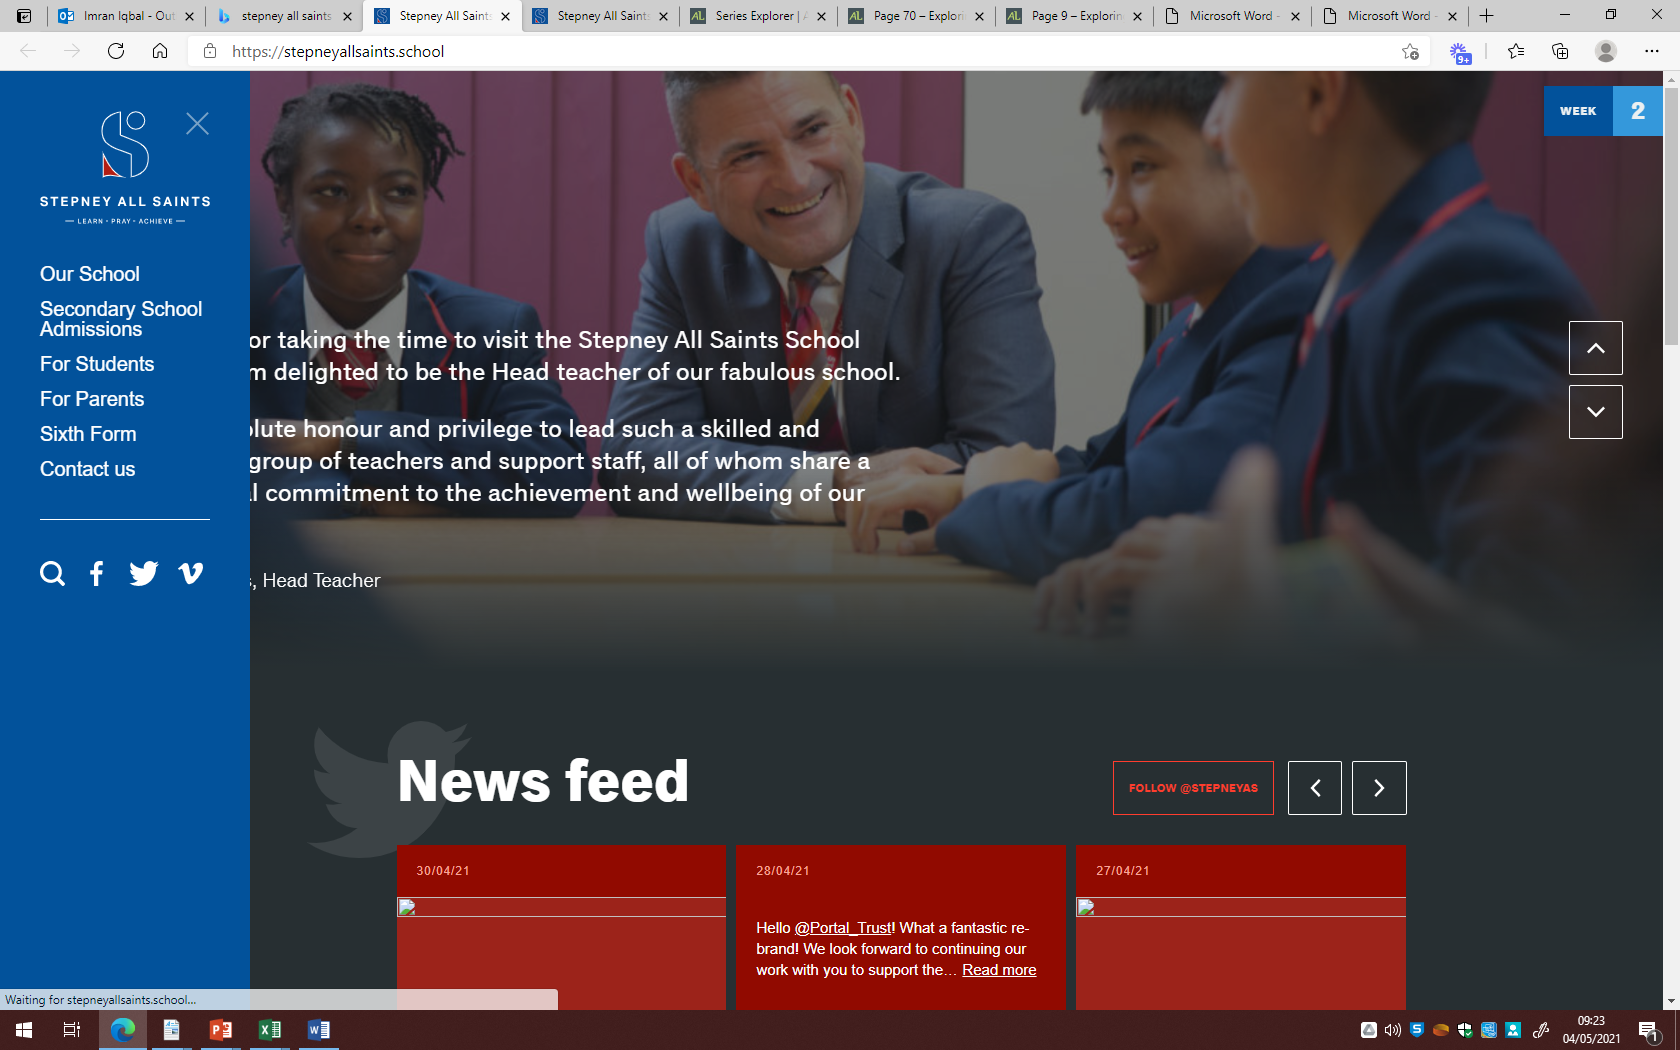 Imran Iqbal - Out
stepney all saints
Stepney All Saints
Stepney All Saints
Series Explorer | A
Page 70 – Explori
Page 9 – Explorin
Microsoft Word -
Microsoft Word -
https://stepneyallsaints.school
9+
WEEK 2
STEPNEY ALL SAINTS
LEARN · PRAY · ACHIEVE
Our School
Secondary School
Admissions
For Students
For Parents
Sixth Form
Contact us
or taking the time to visit the Stepney All Saints School
m delighted to be the Head teacher of our fabulous school.
lute honour and privilege to lead such a skilled and
group of teachers and support staff, all of whom share a
l commitment to the achievement and wellbeing of our
s, Head Teacher
News feed
FOLLOW @STEPNEYAS
30/04/21
28/04/21
27/04/21
Hello @Portal_Trust! What a fantastic re-
brand! We look forward to continuing our
work with you to support the... Read more
Waiting for stepneyallsaints.school...
09:23
04/05/2021
1